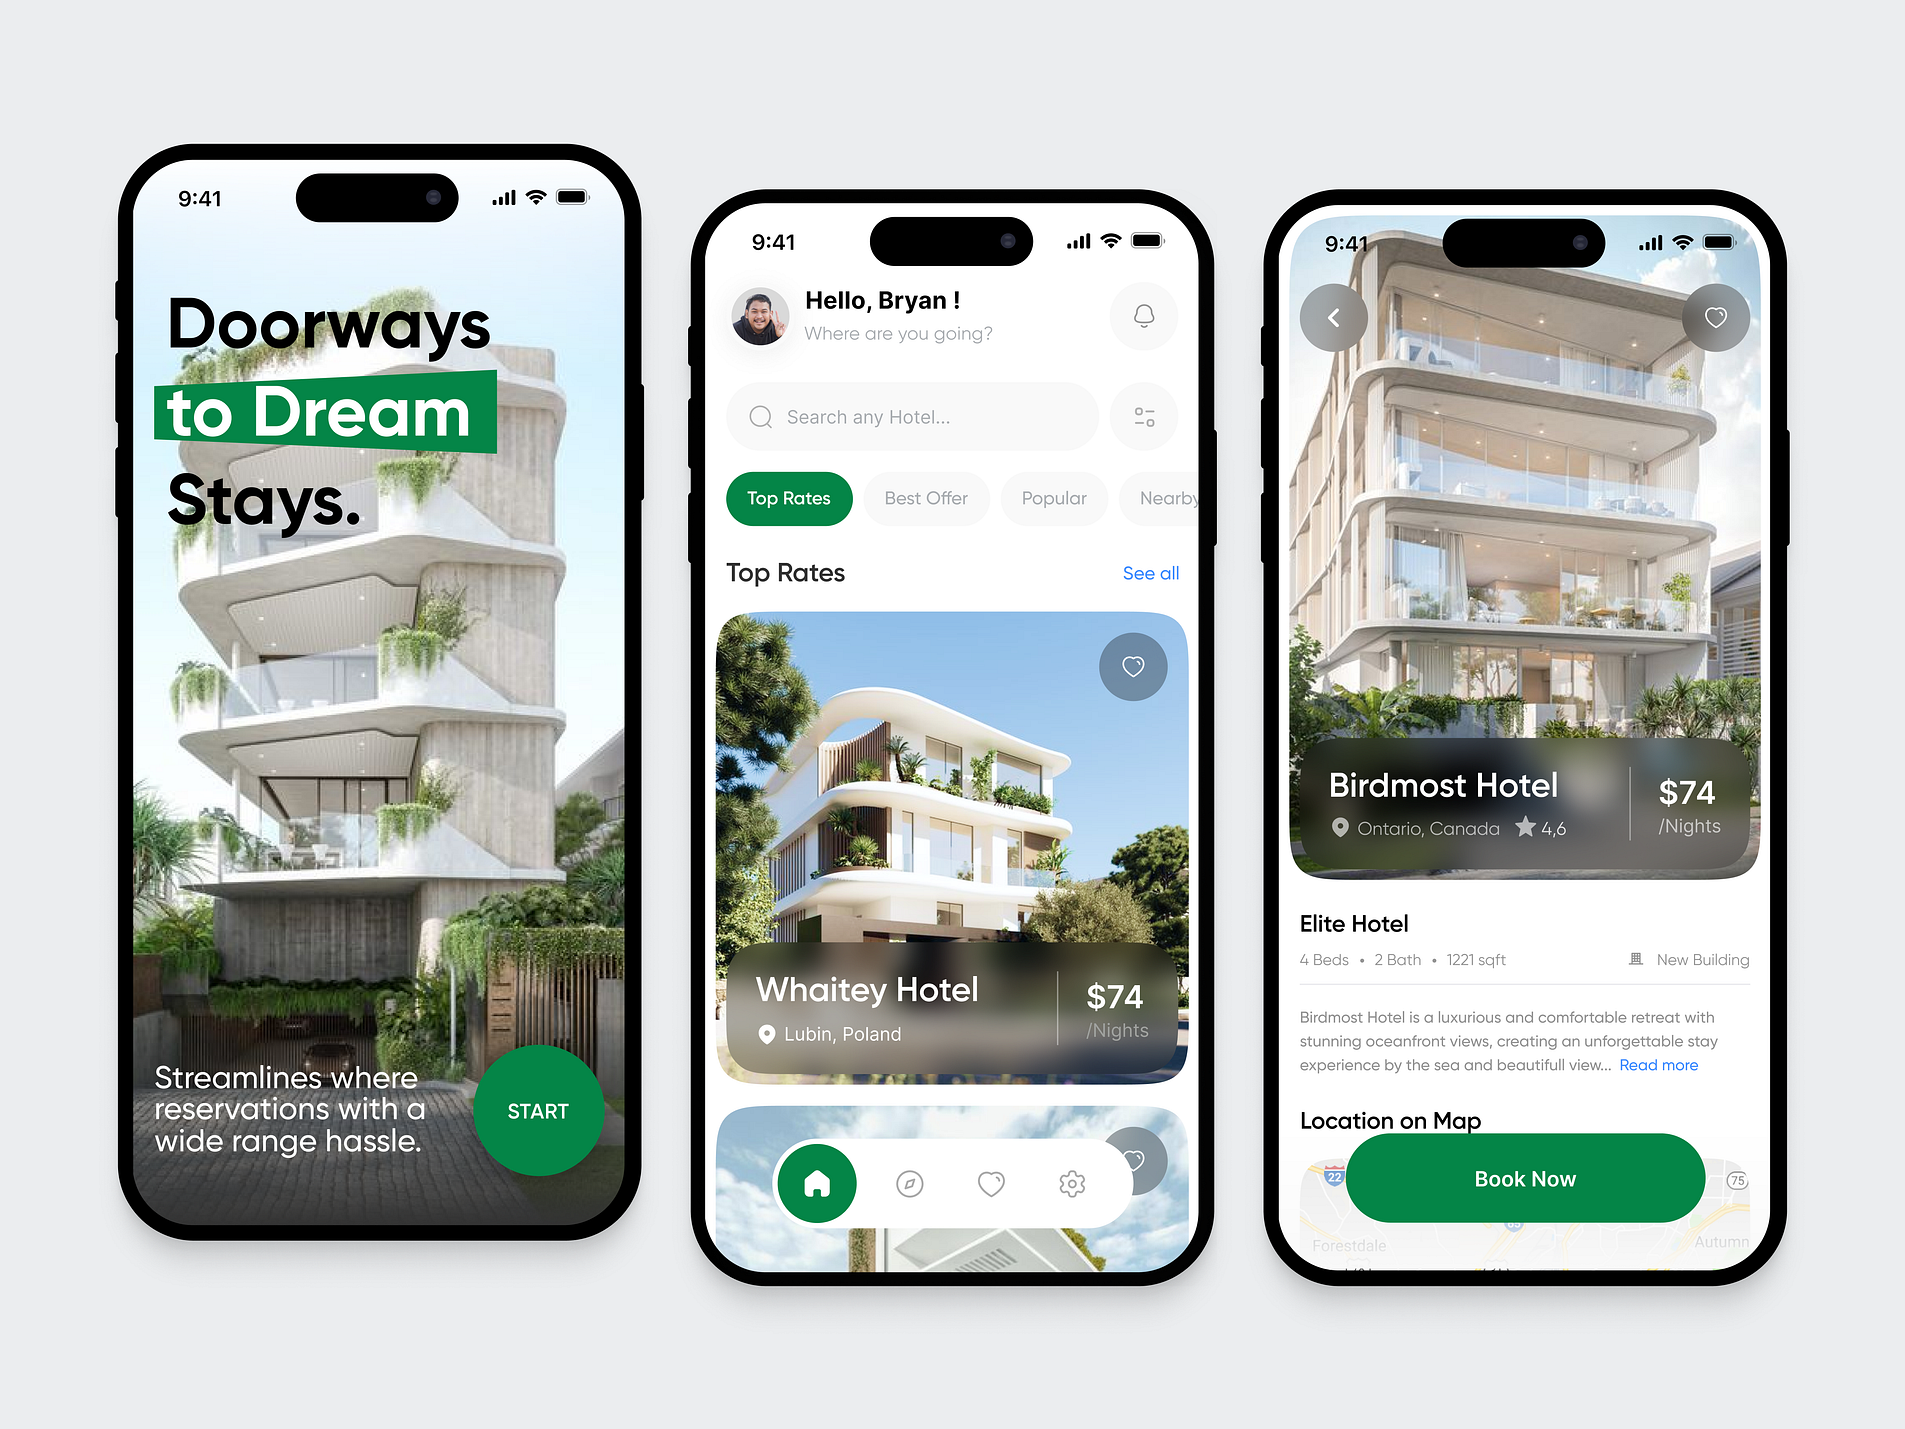 9:41
Doorways
to Dream
Stays.
Streamlines where
reservations with a
wide range hassle.
START
9:41
Hello, Bryan !
Where are you going?
Search any Hotel...
Top Rates
Best Offer
Popular
Nearby
Top Rates
See all
Whaitey Hotel
Lubin, Poland
$74
/Nights
9:41
Birdmost Hotel
Ontario, Canada
4,6
$74
/Nights
Elite Hotel
4 Beds • 2 Bath • 1221 sqft
New Building
Birdmost Hotel is a luxurious and comfortable retreat with
stunning oceanfront views, creating an unforgettable stay
experience by the sea and beautifull view... Read more
Location on Map
22
75
Book Now
Forestdale
Autumn